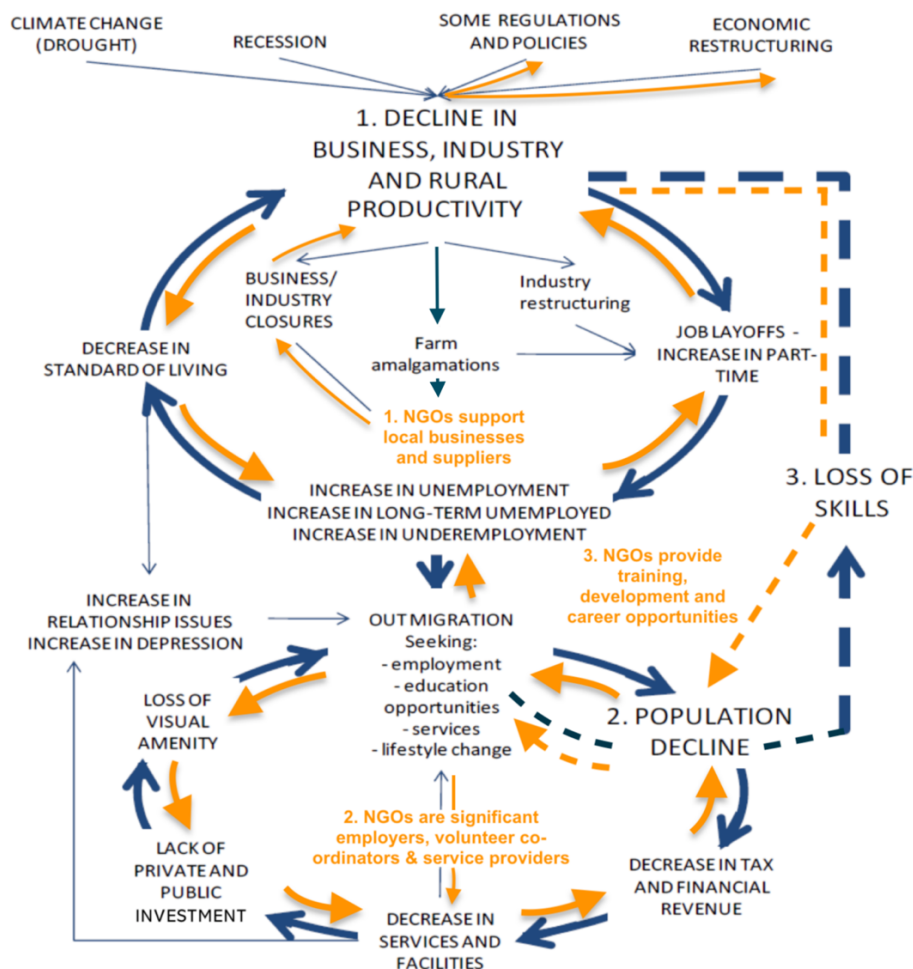 CLIMATE CHANGE
(DROUGHT)
RECESSION
SOME REGULATIONS
AND POLICIES
ECONOMIC
RESTRUCTURING
1. DECLINE IN
BUSINESS, INDUSTRY
AND RURAL
PRODUCTIVITY
BUSINESS/
INDUSTRY
CLOSURES
Industry
restructuring
Farm
amalgamations
DECREASE IN
STANDARD OF LIVING
JOB LAYOFFS -
INCREASE IN PART-
TIME
1. NGOs support
local businesses
and suppliers
INCREASE IN UNEMPLOYMENT
INCREASE IN LONG-TERM UMEMPLOYED
INCREASE IN UNDEREMPLOYMENT
3. LOSS OF
SKILLS
3. NGOs provide
training,
development and
career opportunities
INCREASE IN
RELATIONSHIP ISSUES
INCREASE IN DEPRESSION
OUT MIGRATION
Seeking:
- employment
- education
opportunities
- services
- lifestyle change
LOSS OF
VISUAL
AMENITY
2. POPULATION
DECLINE
2. NGOs are significant
employers, volunteer co-
ordinators & service providers
LACK OF
PRIVATE AND
PUBLIC
INVESTMENT
DECREASE IN TAX
AND FINANCIAL
REVENUE
DECREASE IN
SERVICES AND
FACILITIES